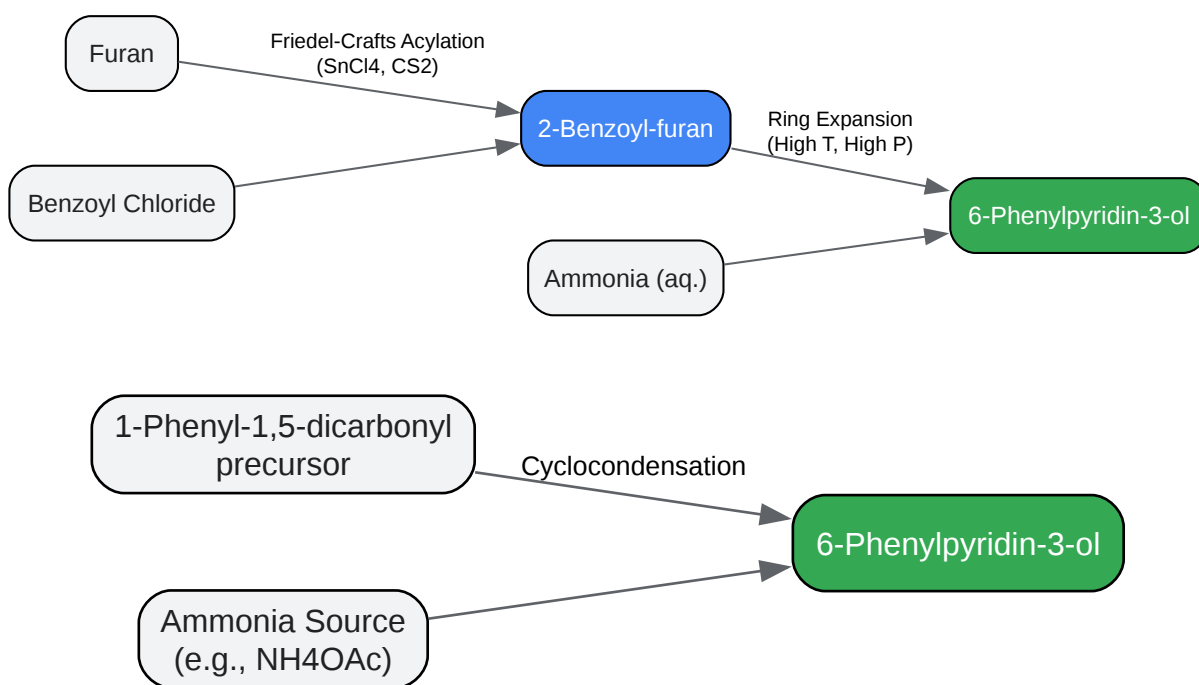 Furan
Friedel-Crafts Acylation
(SnCl4, CS2)
Benzoyl Chloride
2-Benzoyl-furan
Ring Expansion
(High T, High P)
Ammonia (aq.)
6-Phenylpyridin-3-ol
1-Phenyl-1,5-dicarbonyl
precursor
Cyclocondensation
Ammonia Source
(e.g., NH4OAc)
6-Phenylpyridin-3-ol